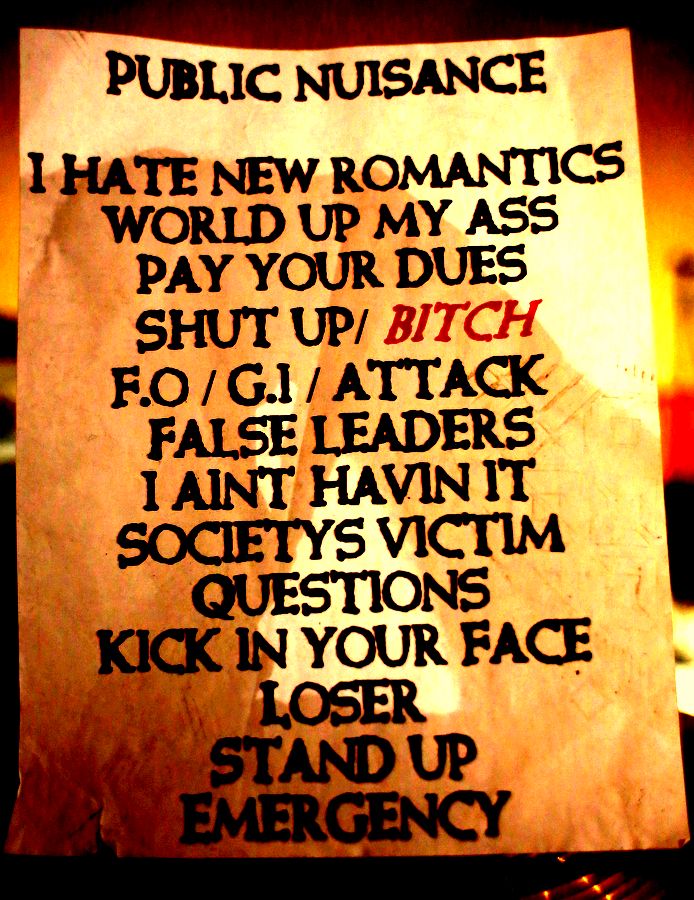 PUBLIC NUISANCE
I HATE NEW ROMANTICS
WORLD UP MY ASS
PAY YOUR DUES
SHUT UP/ BITCH
F.O / G.I / ATTACK
FALSE LEADERS
I AINT HAVIN IT
SOCIETYS VICTIM
QUESTIONS
KICK IN YOUR FACE
LOSER
STAND UP
EMERGENCY